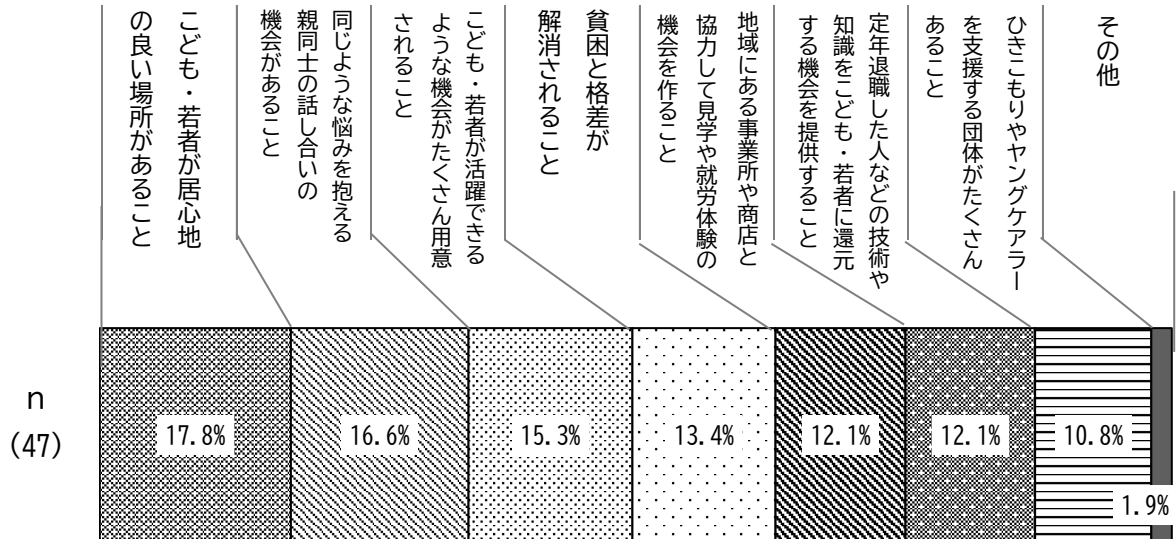 こども・若者が居心地
の良い場所があること
同じような悩みを抱える
親同士の話し合いの
機会があること
こども・若者が活躍できる
ような機会がたくさん用意
されること
貧困と格差が
解消されること
地域にある事業所や商店と
協力して見学や就労体験の
機会を作ること
定年退職した人などの技術や
知識をこども・若者に還元
する機会を提供すること
ひきこもりやヤングケアラー
を支援する団体がたくさん
あること
その他
n
(47)
17.8%
16.6%
15.3%
13.4%
12.1%
12.1%
10.8%
1.9%